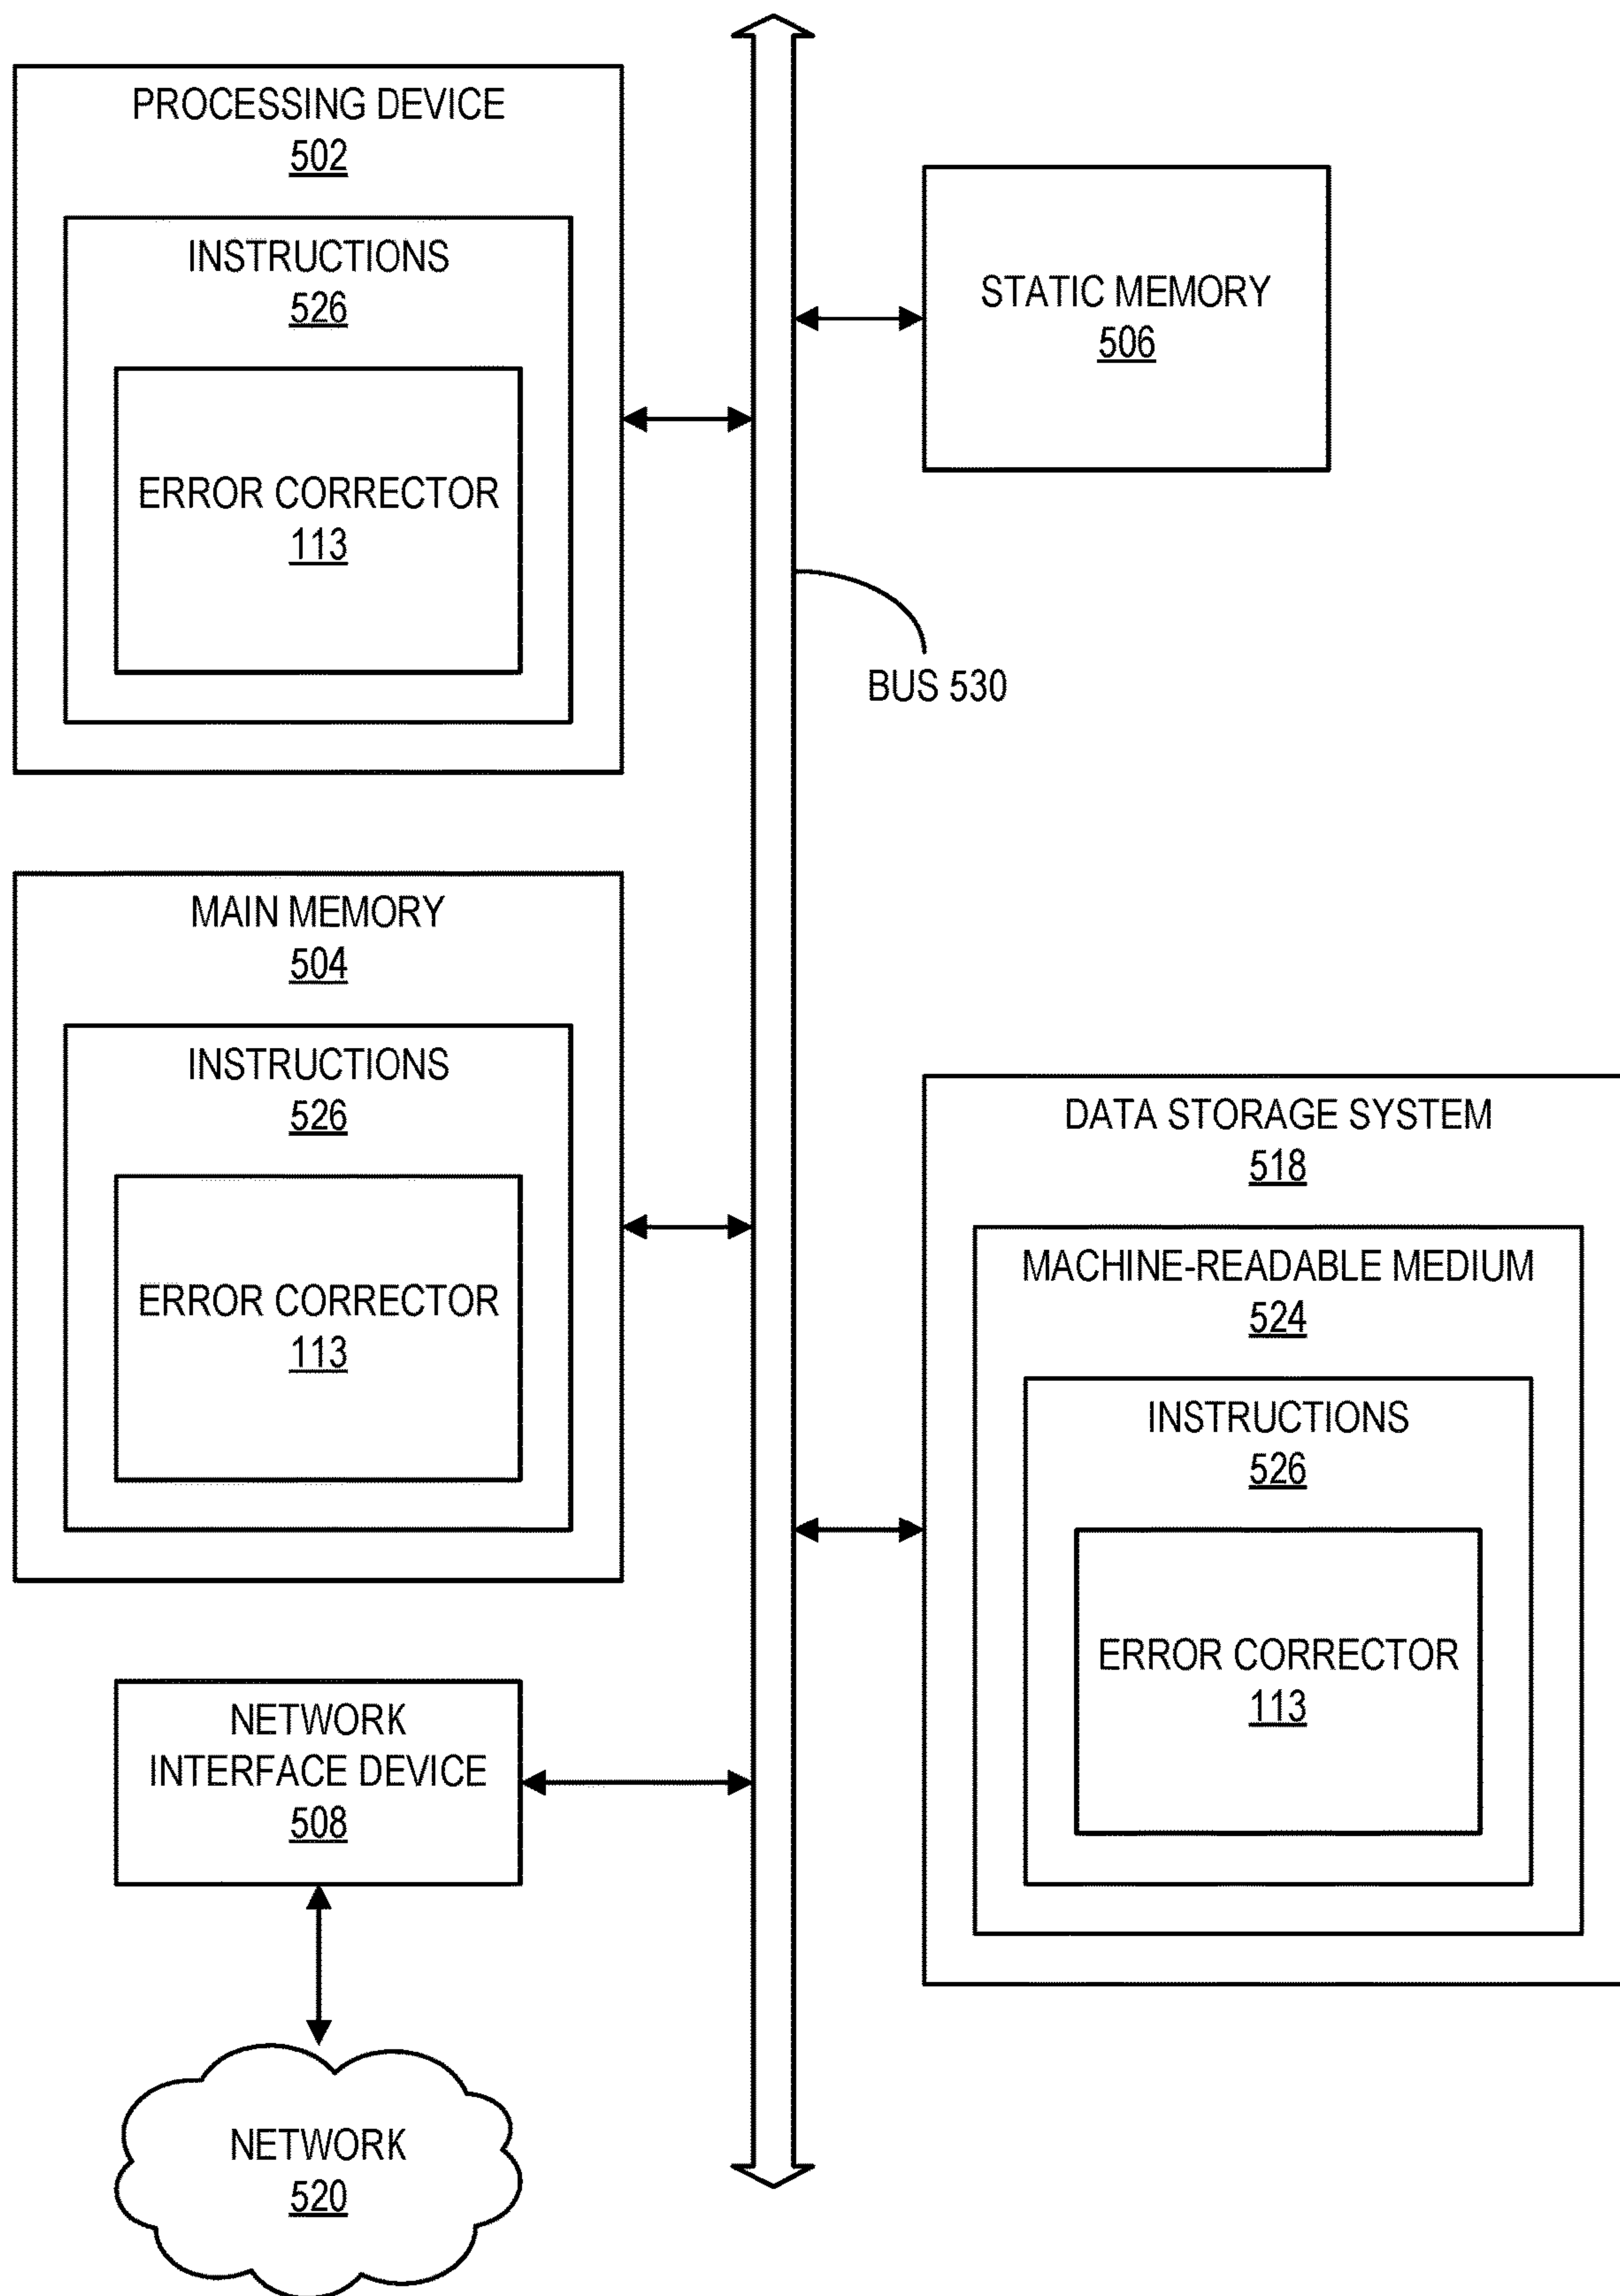 PROCESSING DEVICE
502
INSTRUCTIONS
526
ERROR CORRECTOR
113
STATIC MEMORY
506
BUS 530
MAIN MEMORY
504
INSTRUCTIONS
526
ERROR CORRECTOR
113
DATA STORAGE SYSTEM
518
MACHINE-READABLE MEDIUM
524
INSTRUCTIONS
526
ERROR CORRECTOR
113
NETWORK
INTERFACE DEVICE
508
NETWORK
520